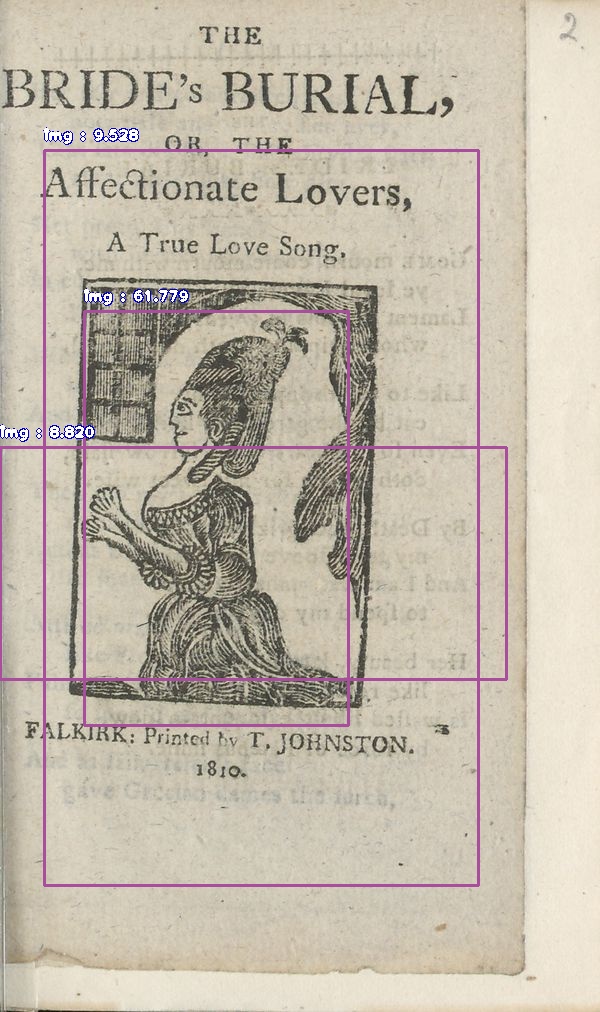 2
THE
BRIDE's BURIAL,
OR, THE
img : 9.528
Affectionate Lovers,
A True Love Song.
img : 61.779
img : 8.820
FALKIRK: Printed by T. JOHNSTON.
1810.